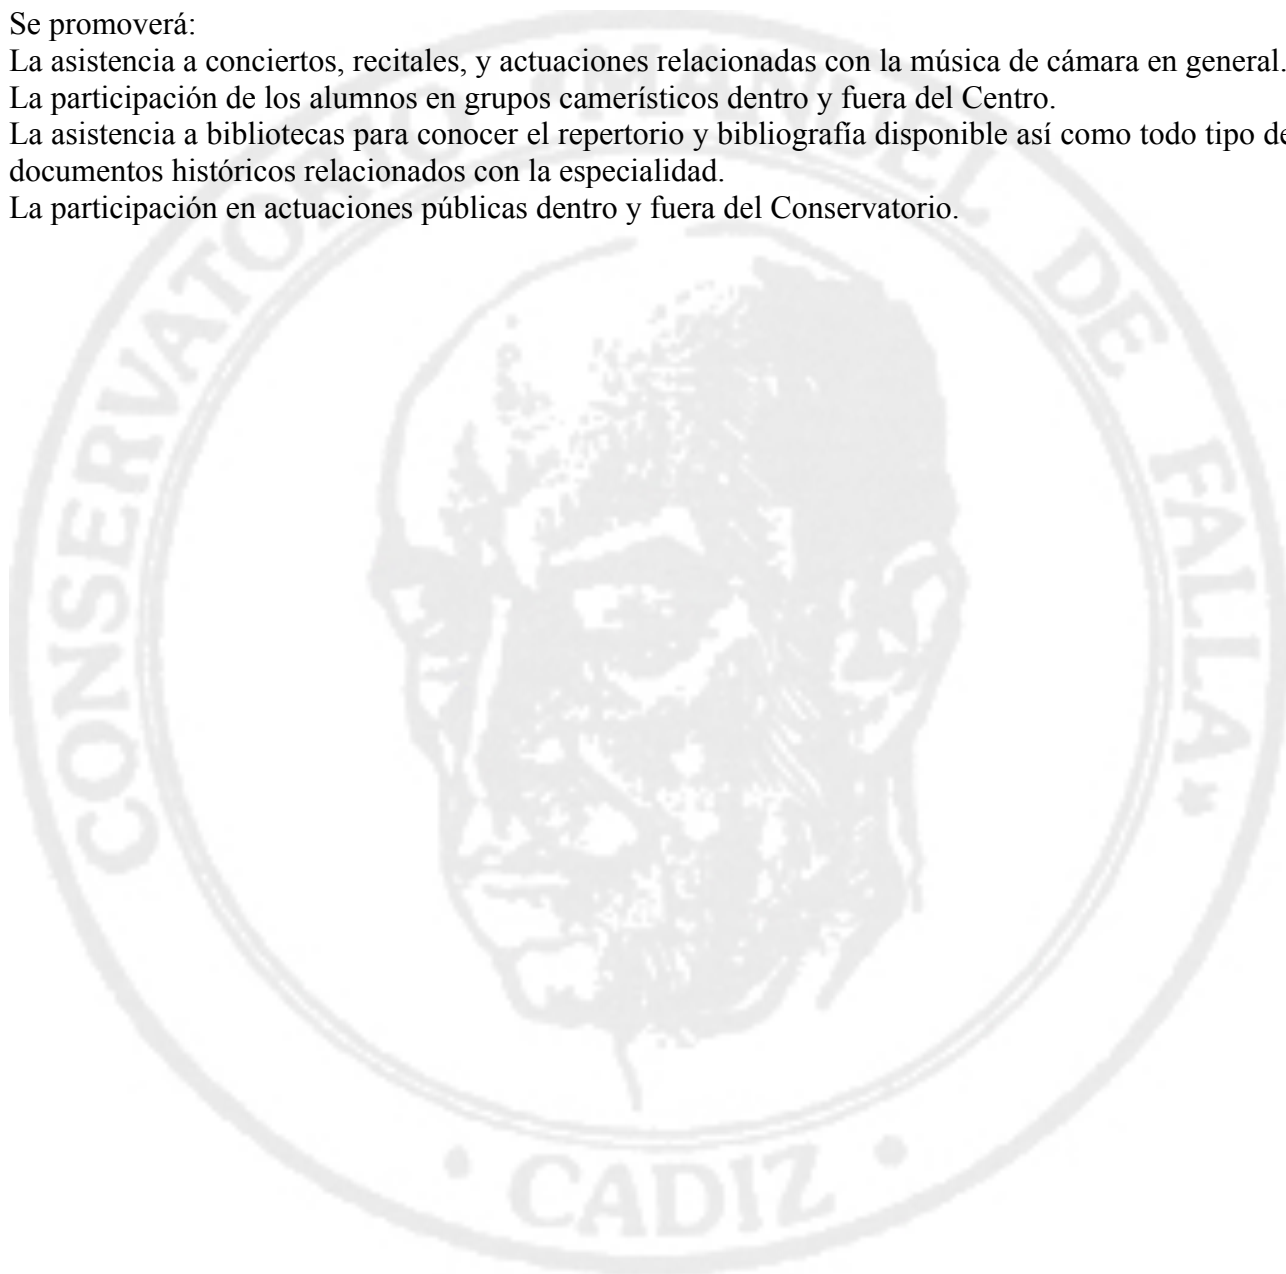 Se promoverá:
La asistencia a conciertos, recitales, y actuaciones relacionadas con la música de cámara en general.
La participación de los alumnos en grupos camerísticos dentro y fuera del Centro.
La asistencia a bibliotecas para conocer el repertorio y bibliografía disponible así como todo tipo de
documentos históricos relacionados con la especialidad.
La participación en actuaciones públicas dentro y fuera del Conservatorio.
CONSERVATORIO «MANUEL DE FALLA»
• CADIZ •